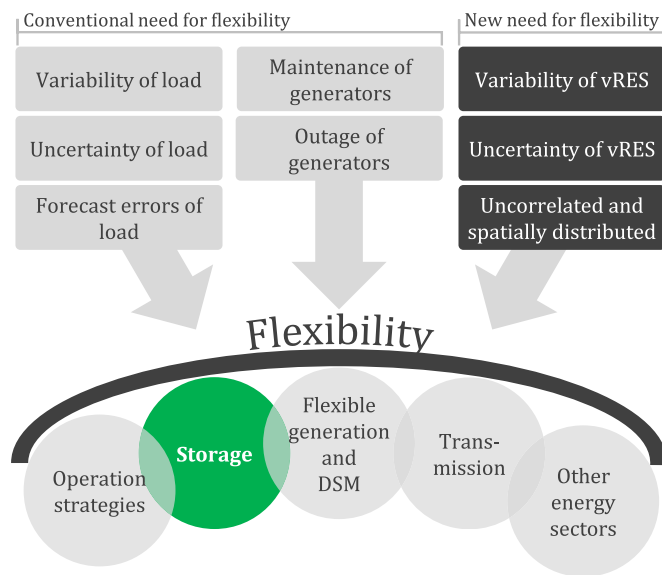 Conventional need for flexibility
New need for flexibility
Variability of load
Uncertainty of load
Forecast errors of
load
Maintenance of
generators
Outage of
generators
Variability of vRES
Uncertainty of vRES
Uncorrelated and
spatially distributed
Flexibility
Operation
strategies
Storage
Flexible
generation
and
DSM
Trans-
mission
Other
energy
sectors